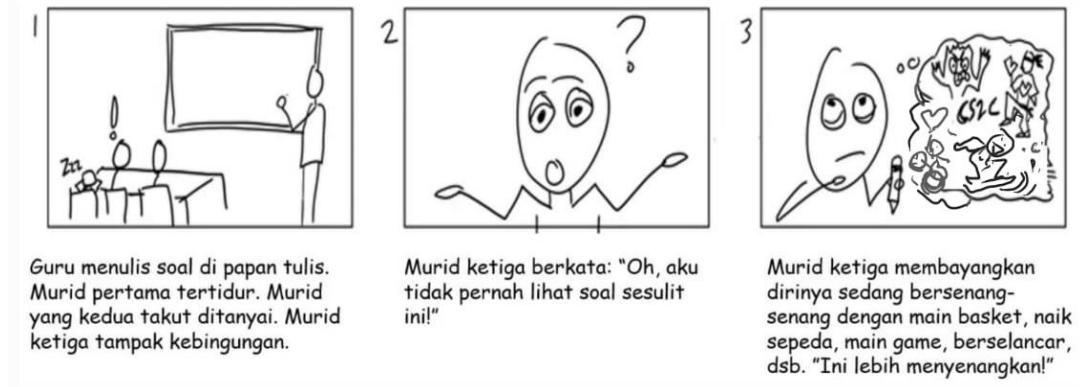 1
Zzz
!
Guru menulis soal di papan tulis.
Murid pertama tertidur. Murid
yang kedua takut ditanyai. Murid
ketiga tampak kebingungan.
2
?
Murid ketiga berkata: “Oh, aku
tidak pernah lihat soal sesulit
ini!”
3
Murid ketiga membayangkan
dirinya sedang bersenang-
senang dengan main basket, naik
sepeda, main game, berselancar,
dsb. “Ini lebih menyenangkan!”